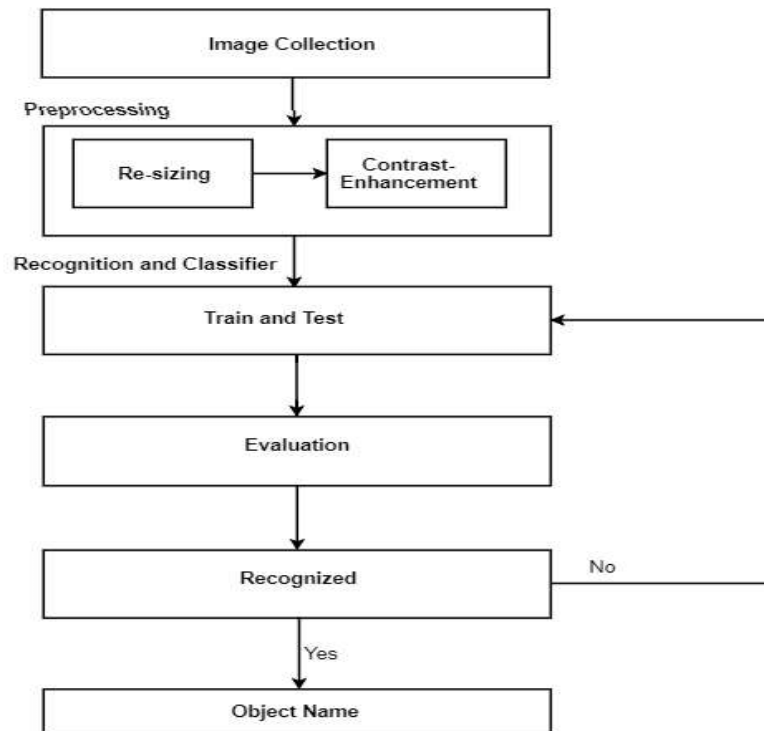 Image Collection
Preprocessing
Re-sizing
Contrast-
Enhancement
Recognition and Classifier
Train and Test
Evaluation
Recognized
No
Yes
Object Name